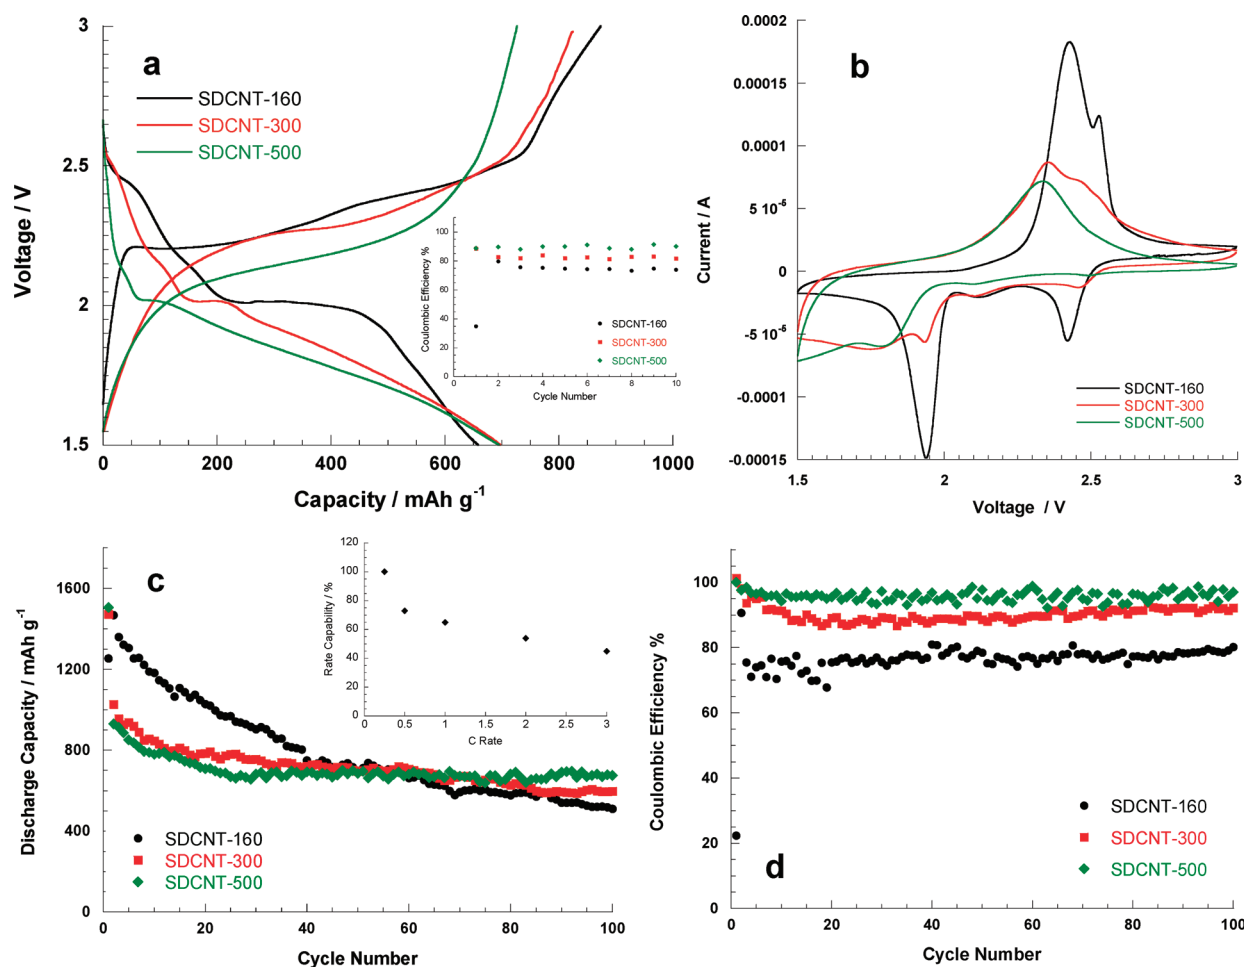 a
SDCNT-160
SDCNT-300
SDCNT-500
3
2.5
2
1.5
Voltage / V
0 200 400 600 800 1000
Capacity / mAh g-1
100
80
60
40
20
0
Coulombic Efficiency %
SDCNT-160
SDCNT-300
SDCNT-500
0 2 4 6 8 10
Cycle Number
b
0.0002
0.00015
0.0001
5 10-5
0
-5 10-5
-0.0001
-0.00015
Current / A
SDCNT-160
SDCNT-300
SDCNT-500
1.5 2 2.5 3
Voltage / V
c
1600
1200
800
400
0
Discharge Capacity / mAh g-1
120
100
80
60
40
20
0
Rate Capability / %
0 0.5 1 1.5 2 2.5 3
C Rate
SDCNT-160
SDCNT-300
SDCNT-500
0 20 40 60 80 100
Cycle Number
100
80
60
40
20
0
Coulombic Efficiency %
SDCNT-160
SDCNT-300
SDCNT-500
d
0 20 40 60 80 100
Cycle Number